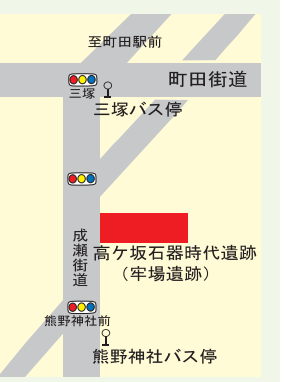 至町田駅前
町田街道
三塚
三塚バス停
成瀬街道
高ケ坂石器時代遺跡
（牢場遺跡）
熊野神社前
熊野神社バス停